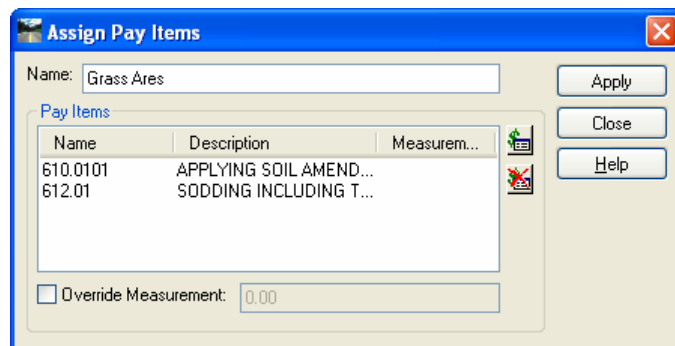 Assign Pay Items
Name: Grass Ares
Apply
Pay Items
Close
Name Description Measurem...
Help
610.0101 APPLYING SOIL AMEND...
612.01 SODDING INCLUDING T...
Override Measurement: 0.00